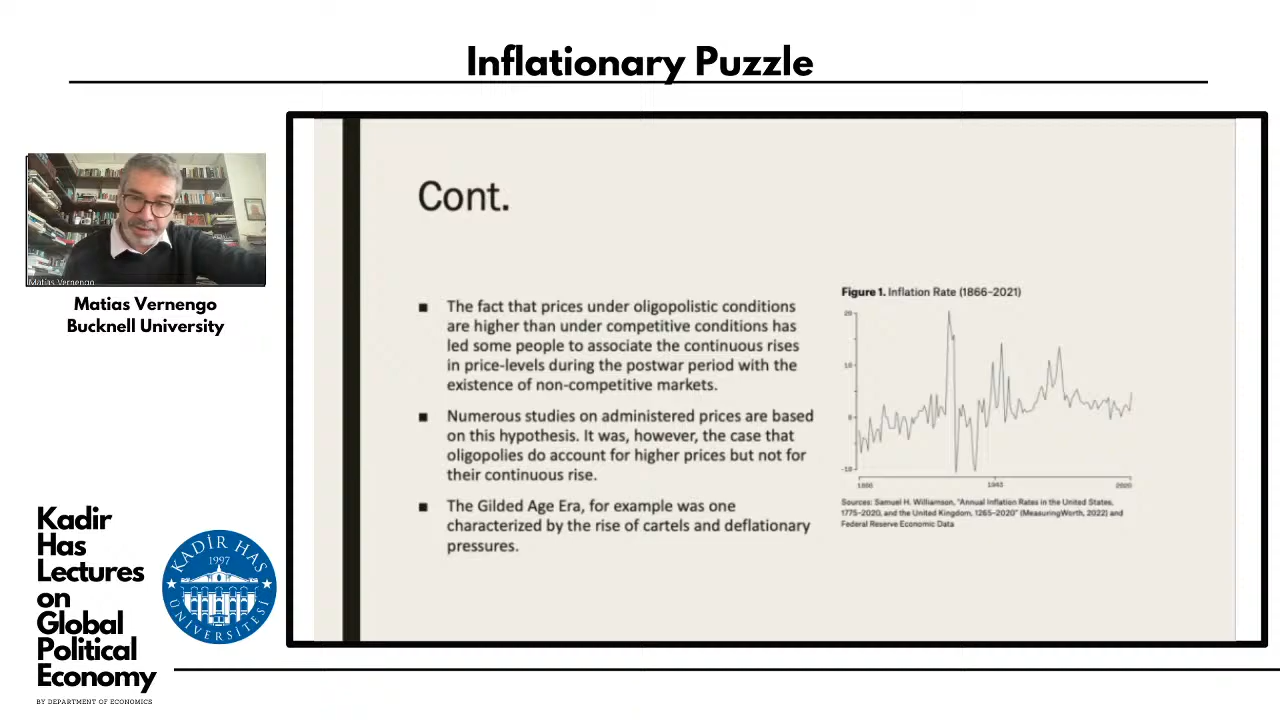 Inflationary Puzzle
Matias Vernengo
Matias Vernengo
Bucknell University
Kadir
Has
Lectures
on
Global
Political
Economy
BY DEPARTMENT OF ECONOMICS
KADİR HAS
1997
ÜNİVERSİTESİ
Cont.
■ The fact that prices under oligopolistic conditions
are higher than under competitive conditions has
led some people to associate the continuous rises
in price-levels during the postwar period with the
existence of non-competitive markets.
■ Numerous studies on administered prices are based
on this hypothesis. It was, however, the case that
oligopolies do account for higher prices but not for
their continuous rise.
■ The Gilded Age Era, for example was one
characterized by the rise of cartels and deflationary
pressures.
Figure 1. Inflation Rate (1866–2021)
20
10
0
-10
1866 1943 2020
Sources: Samuel H. Williamson, "Annual Inflation Rates in the United States,
1775–2020, and the United Kingdom, 1265–2020" (MeasuringWorth, 2022) and
Federal Reserve Economic Data